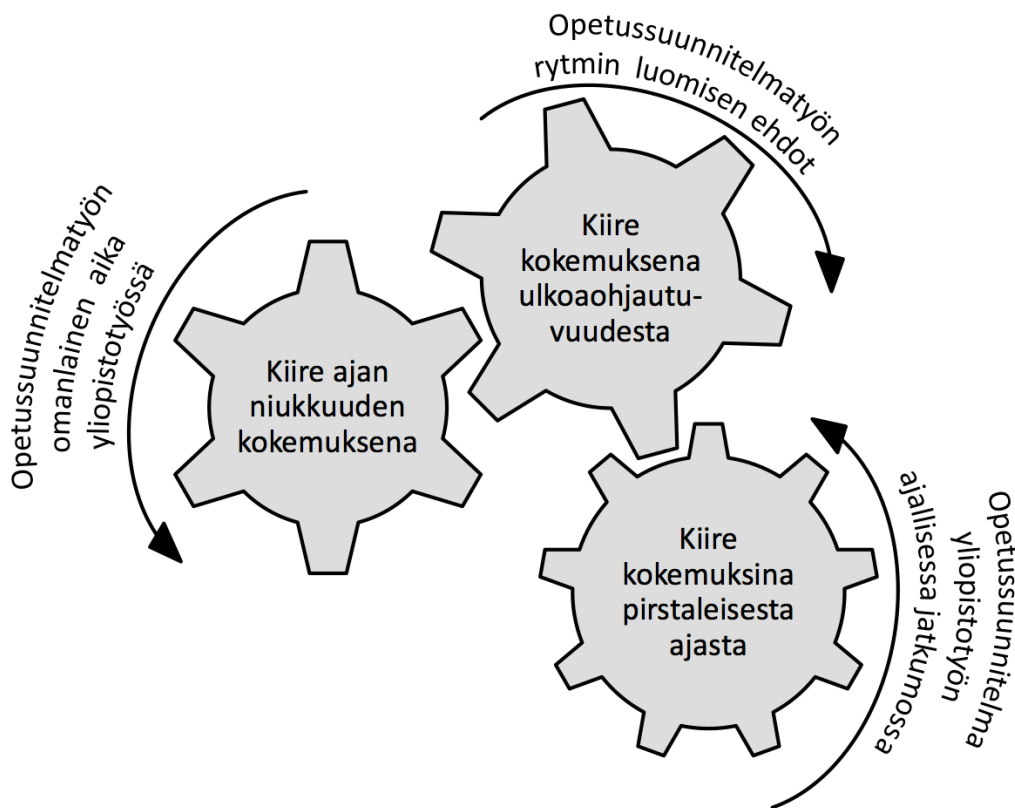 Opetussuunnitelmatyön
rytmin luomisen ehdot
Kiire
kokemuksena
ulkoaohjautu-
vuudesta
Opetussuunnitelmatyön
omanlainen aika
yliopistotyössä
Kiire ajan
niukkuuden
kokemuksena
Kiire
kokemuksina
pirstaleisesta
ajasta
Opetussuunnitelma
yliopistotyön
ajallisessa jatkumossa